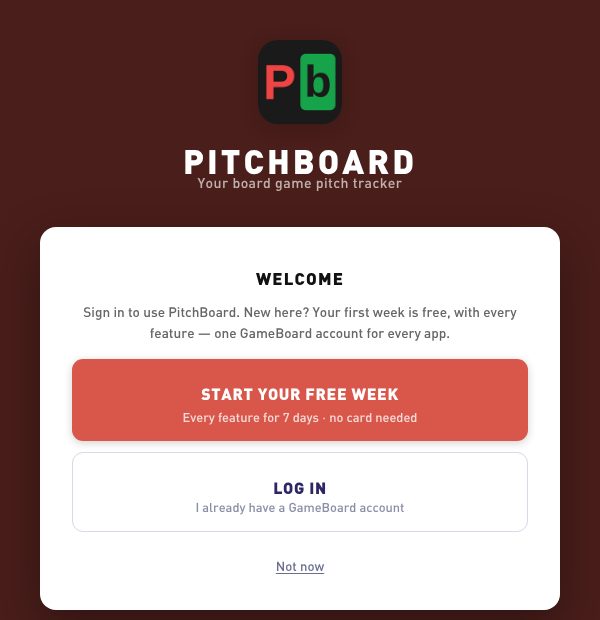 Pb
PITCHBOARD
Your board game pitch tracker
WELCOME
Sign in to use PitchBoard. New here? Your first week is free, with every
feature — one GameBoard account for every app.
START YOUR FREE WEEK
Every feature for 7 days · no card needed
LOG IN
I already have a GameBoard account
Not now